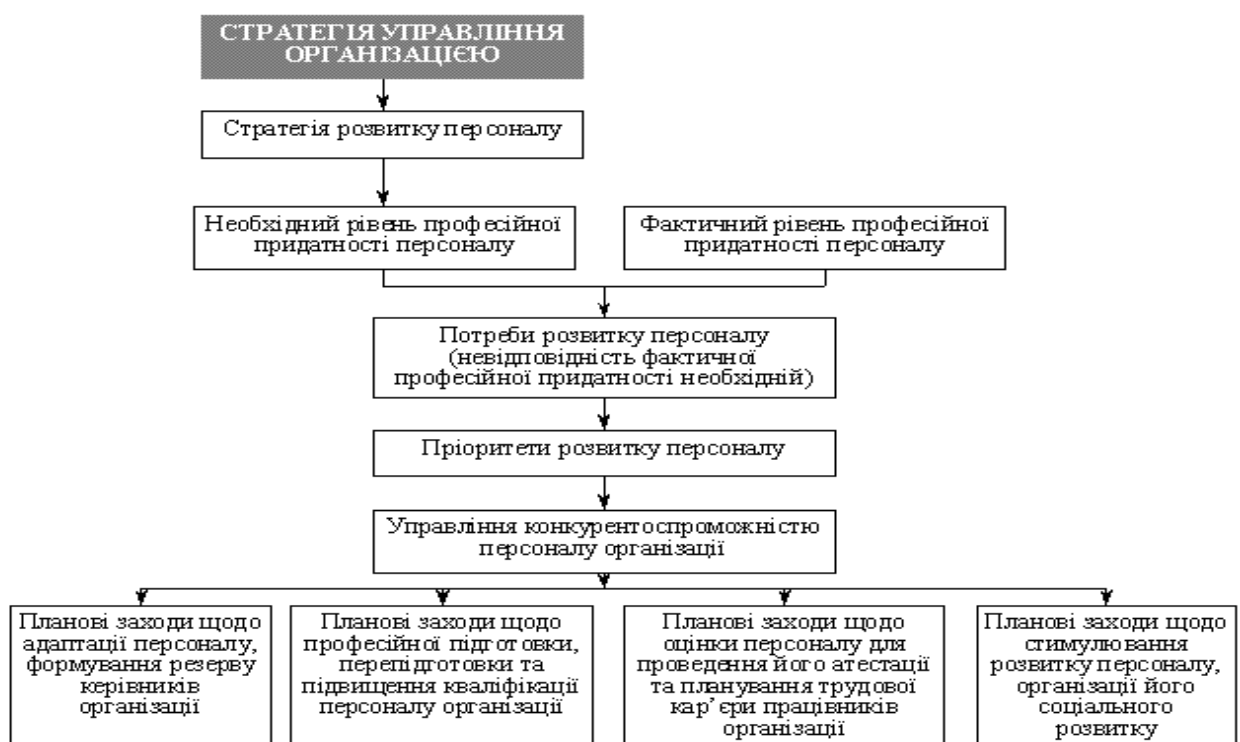 СТРАТЕГІЯ УПРАВЛІННЯ
ОРГАНІЗАЦІЄЮ
Стратегія розвитку персоналу
Необхідний рівень професійної
придатності персоналу
Фактичний рівень професійної
придатності персоналу
Потреби розвитку персоналу
(невідповідність фактичної
професійної придатності необхідній)
Пріоритети розвитку персоналу
Управління конкурентоспроможністю
персоналу організації
Планові заходи щодо
адаптації персоналу,
формування резерву
керівників
організації
Планові заходи щодо
професійної підготовки,
перепідготовки та
підвищення кваліфікації
персоналу організації
Планові заходи щодо
оцінки персоналу для
проведення його атестації
та планування трудової
кар’єри працівників
організації
Планові заходи щодо
стимулювання
розвитку персоналу,
організації його
соціального
розвитку